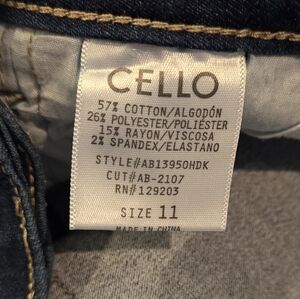 CELLO
57% COTTON/ALGODÓN
26% POLYESTER/POLIÉSTER
15% RAYON/VISCOSA
2% SPANDEX/ELASTANO
STYLE#AB13950HDK
CUT#AB-2107
RN#129203
SIZE 11
MADE IN CHINA